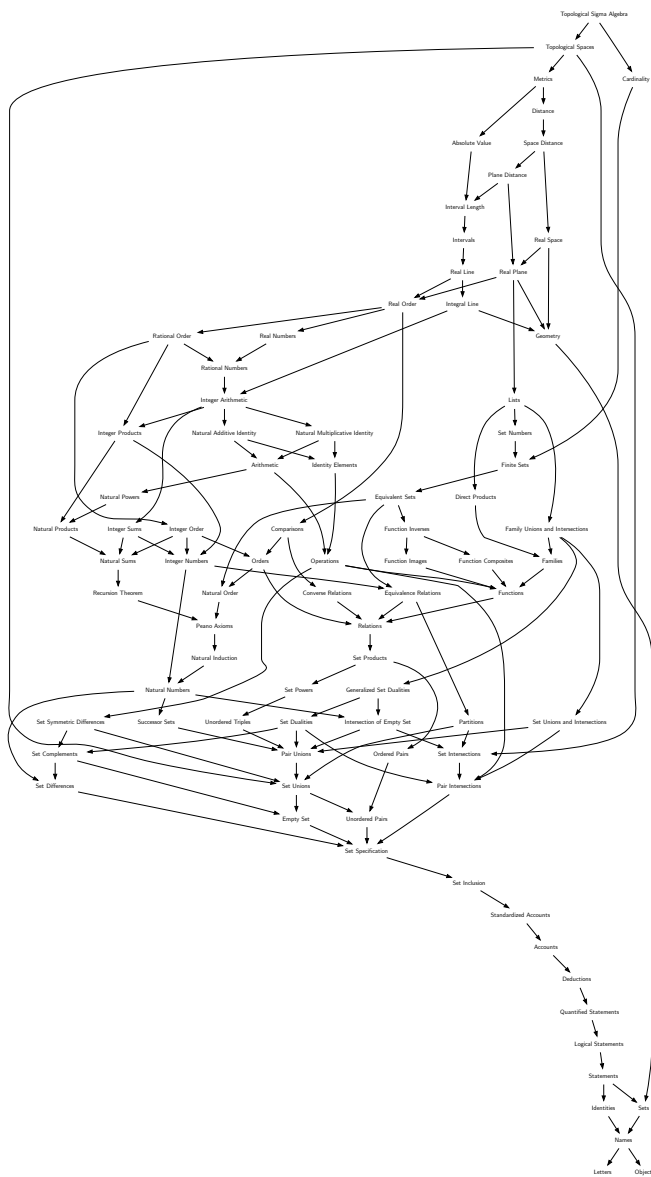 Topological Sigma Algebra
Topological Spaces
Metrics
Cardinality
Distance
Absolute Value
Space Distance
Plane Distance
Interval Length
Intervals
Real Space
Real Line
Real Plane
Real Order
Integral Line
Rational Order
Real Numbers
Geometry
Rational Numbers
Integer Arithmetic
Lists
Integer Products
Natural Additive Identity
Natural Multiplicative Identity
Set Numbers
Arithmetic
Identity Elements
Finite Sets
Natural Powers
Equivalent Sets
Direct Products
Natural Products
Integer Sums
Integer Order
Comparisons
Function Inverses
Family Unions and Intersections
Natural Sums
Integer Numbers
Orders
Operations
Function Images
Function Composites
Families
Recursion Theorem
Natural Order
Converse Relations
Equivalence Relations
Functions
Peano Axioms
Relations
Natural Induction
Set Products
Natural Numbers
Set Powers
Generalized Set Dualities
Set Symmetric Differences
Successor Sets
Unordered Triples
Set Dualities
Intersection of Empty Set
Partitions
Set Unions and Intersections
Set Complements
Pair Unions
Ordered Pairs
Set Intersections
Set Differences
Set Unions
Pair Intersections
Empty Set
Unordered Pairs
Set Specification
Set Inclusion
Standardized Accounts
Accounts
Deductions
Quantified Statements
Logical Statements
Statements
Identities
Sets
Names
Letters
Object